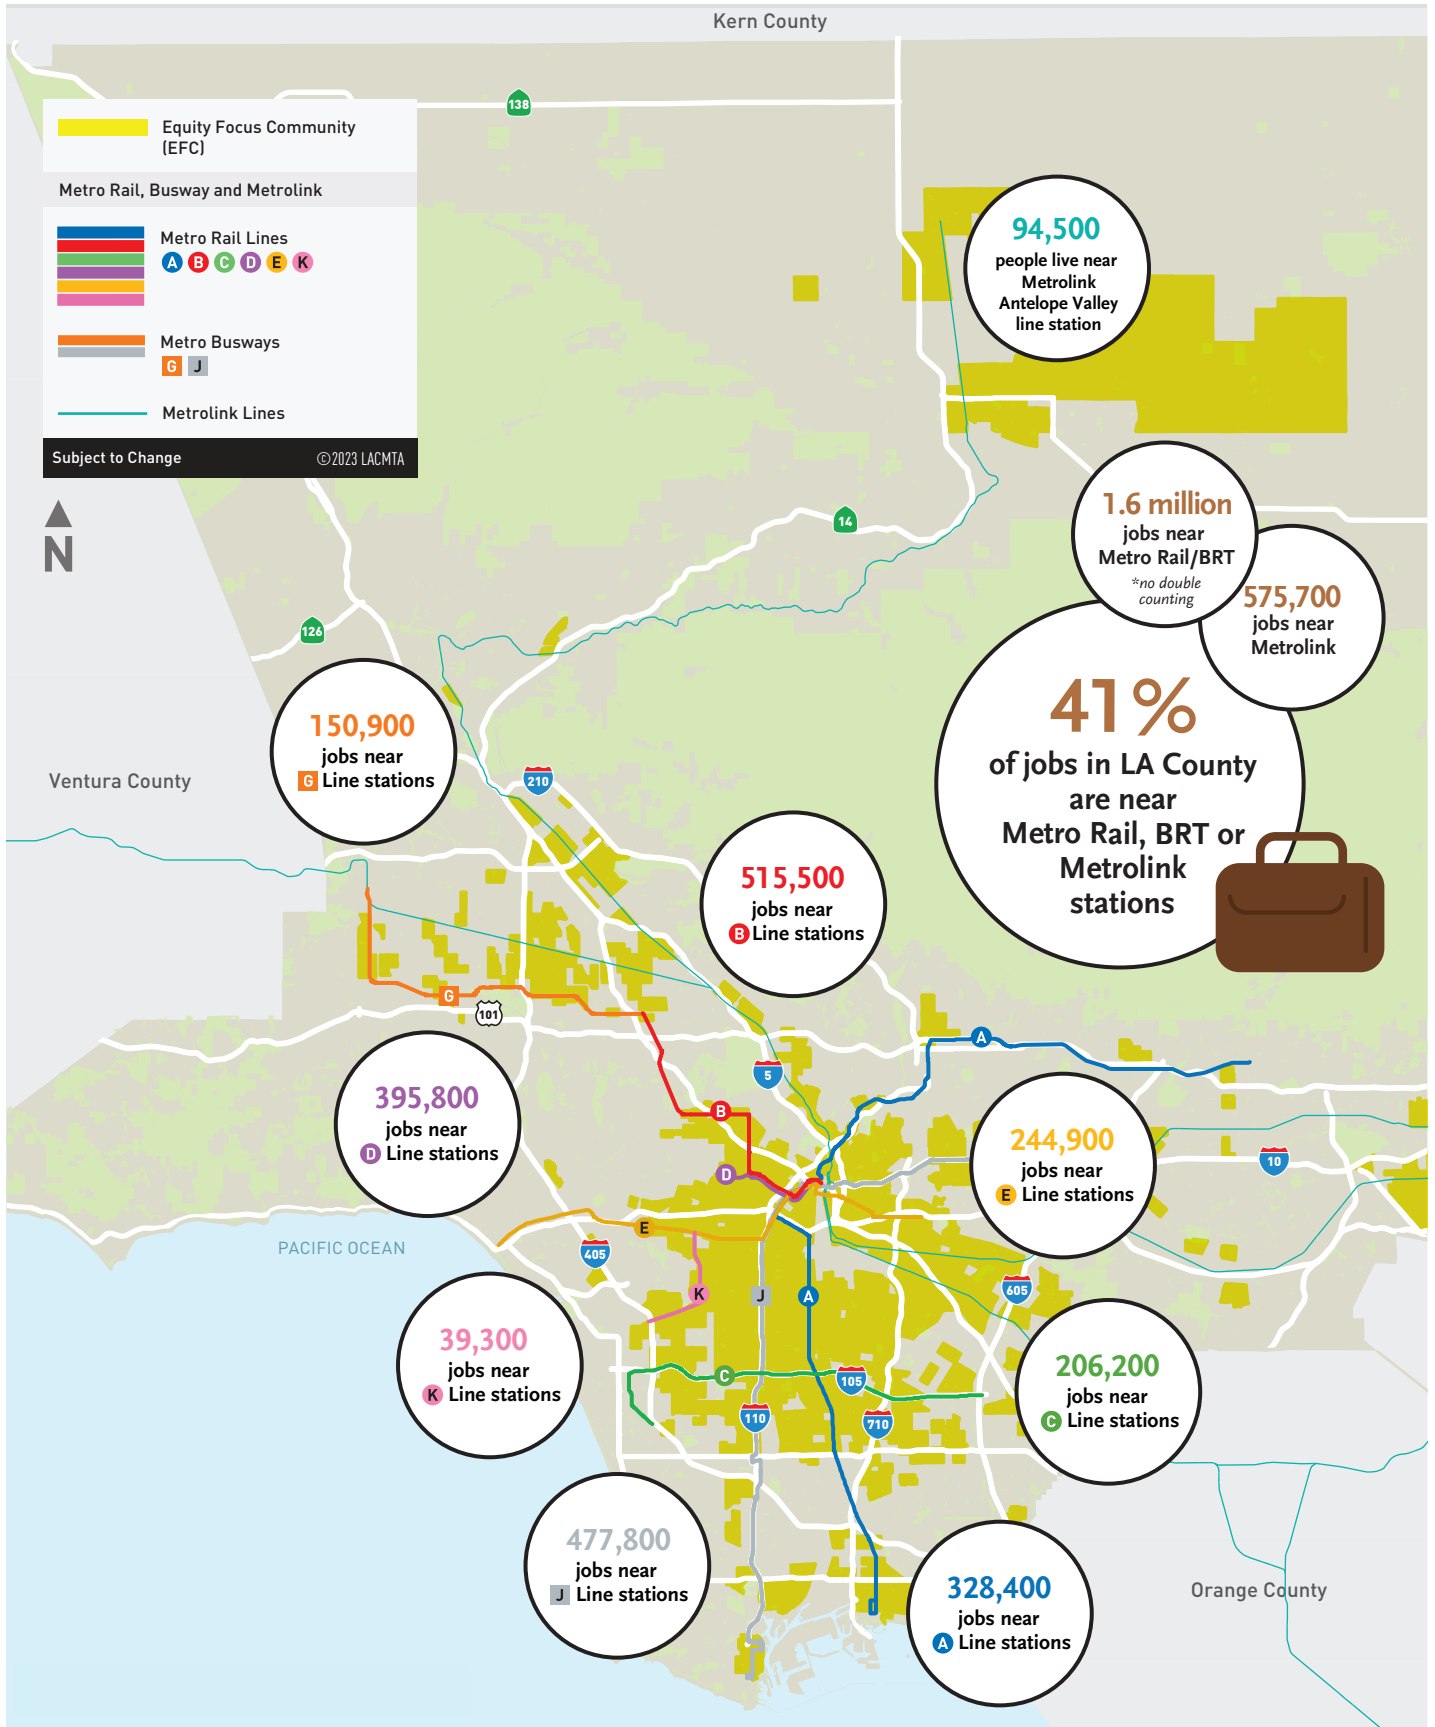 Kern County
138
Equity Focus Community
(EFC)
Metro Rail, Busway and Metrolink
Metro Rail Lines
A B C D E K
Metro Busways
G J
Metrolink Lines
Subject to Change ©2023 LACMTA
N
94,500
people live near
Metrolink
Antelope Valley
line station
14
126
1.6 million
jobs near
Metro Rail/BRT
*no double
counting
575,700
jobs near
Metrolink
41%
of jobs in LA County
are near
Metro Rail, BRT or
Metrolink
stations
150,900
jobs near
G Line stations
Ventura County
210
515,500
jobs near
B Line stations
G
101
A
5
395,800
jobs near
D Line stations
B
D
244,900
jobs near
E Line stations
10
PACIFIC OCEAN
E
405
K
J
A
605
39,300
jobs near
K Line stations
C
105
110
710
206,200
jobs near
C Line stations
477,800
jobs near
J Line stations
328,400
jobs near
A Line stations
Orange County